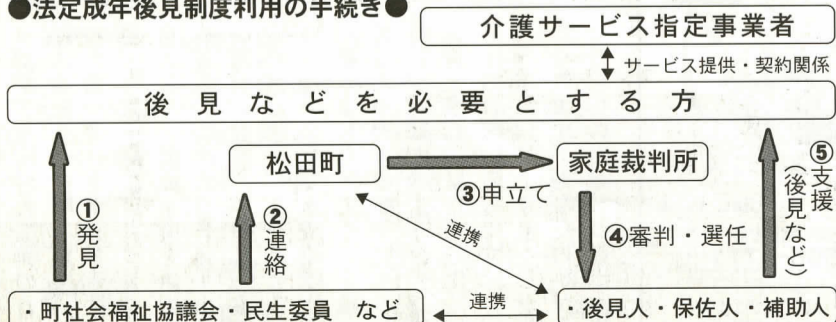 ●法定成年後見制度利用の手続き●
介護サービス指定事業者
サービス提供・契約関係
後見などを必要とする方
松田町
家庭裁判所
①発見
②連絡
③申立て
④審判・選任
⑤支援
(後見など)
連携
・町社会福祉協議会・民生委員 など
連携
・後見人・保佐人・補助人